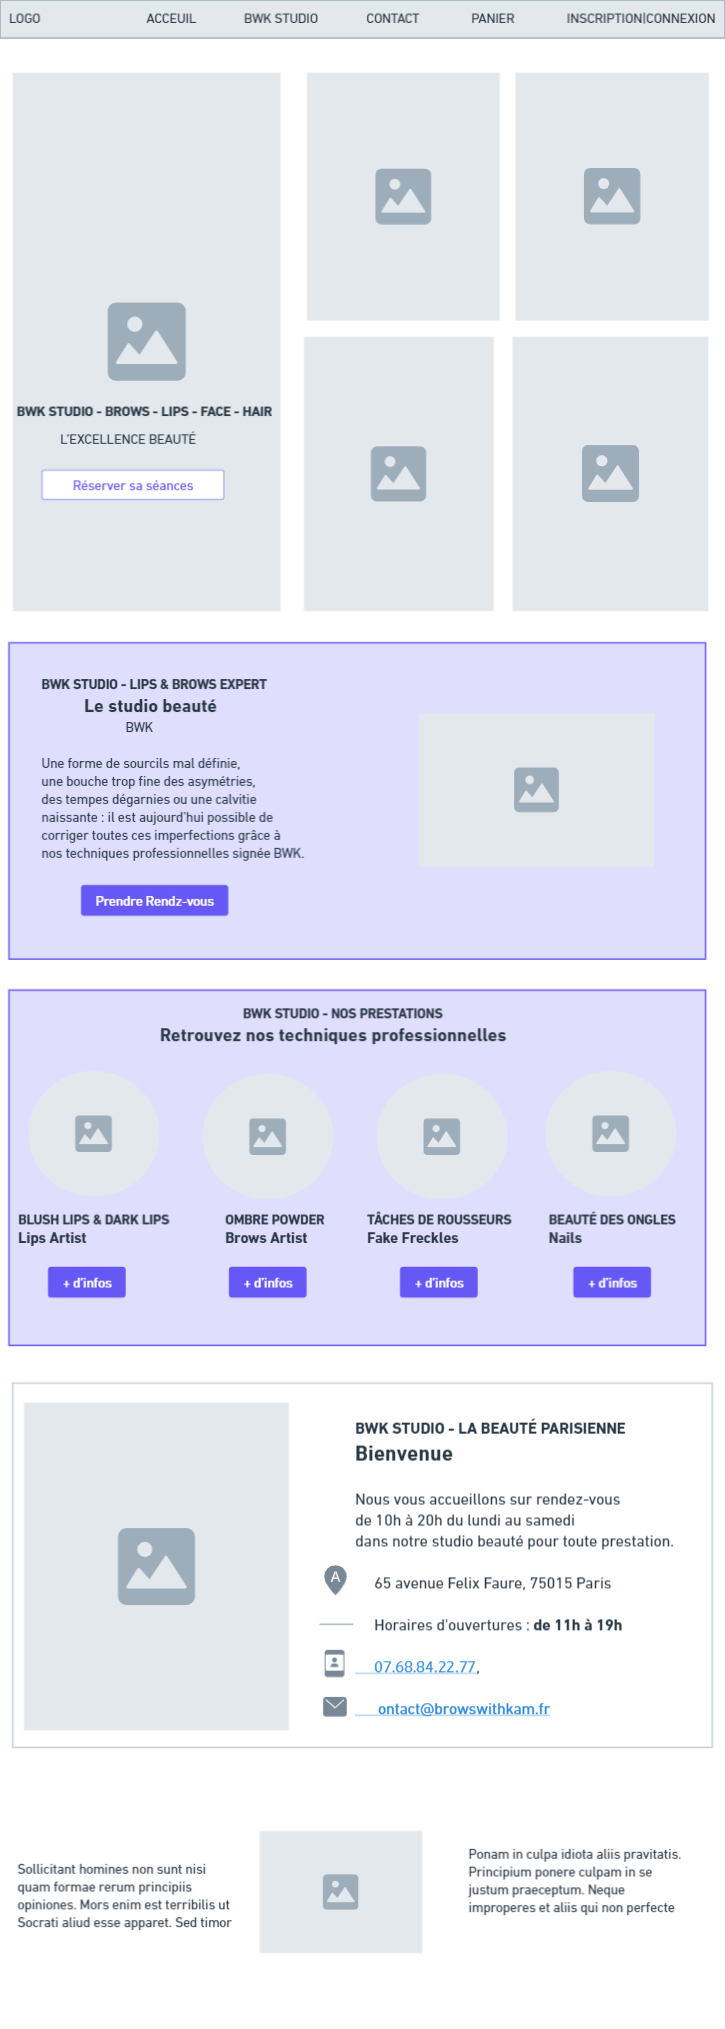 LOGO ACCEUIL BWK STUDIO CONTACT PANIER INSCRIPTION|CONNEXION
BWK STUDIO - BROWS - LIPS - FACE - HAIR
L'EXCELLENCE BEAUTÉ
Réserver sa séances
BWK STUDIO - LIPS & BROWS EXPERT
Le studio beauté
BWK
Une forme de sourcils mal définie,
une bouche trop fine des asymétries,
des tempes dégarnies ou une calvitie
naissante : il est aujourd'hui possible de
corriger toutes ces imperfections grâce à
nos techniques professionnelles signée BWK.
Prendre Rendz-vous
BWK STUDIO - NOS PRESTATIONS
Retrouvez nos techniques professionnelles
BLUSH LIPS & DARK LIPS
Lips Artist
+ d'infos
OMBRE POWDER
Brows Artist
+ d'infos
TÂCHES DE ROUSSEURS
Fake Freckles
+ d'infos
BEAUTÉ DES ONGLES
Nails
+ d'infos
BWK STUDIO - LA BEAUTÉ PARISIENNE
Bienvenue
Nous vous accueillons sur rendez-vous
de 10h à 20h du lundi au samedi
dans notre studio beauté pour toute prestation.
A
65 avenue Felix Faure, 75015 Paris
Horaires d'ouvertures : de 11h à 19h
07.68.84.22.77,
ontact@browswithkam.fr
Sollicitant homines non sunt nisi
quam formae rerum principiis
opiniones. Mors enim est terribilis ut
Socrati aliud esse apparet. Sed timor
Ponam in culpa idiota aliis pravitatis.
Principium ponere culpam in se
justum praeceptum. Neque
improperes et aliis qui non perfecte